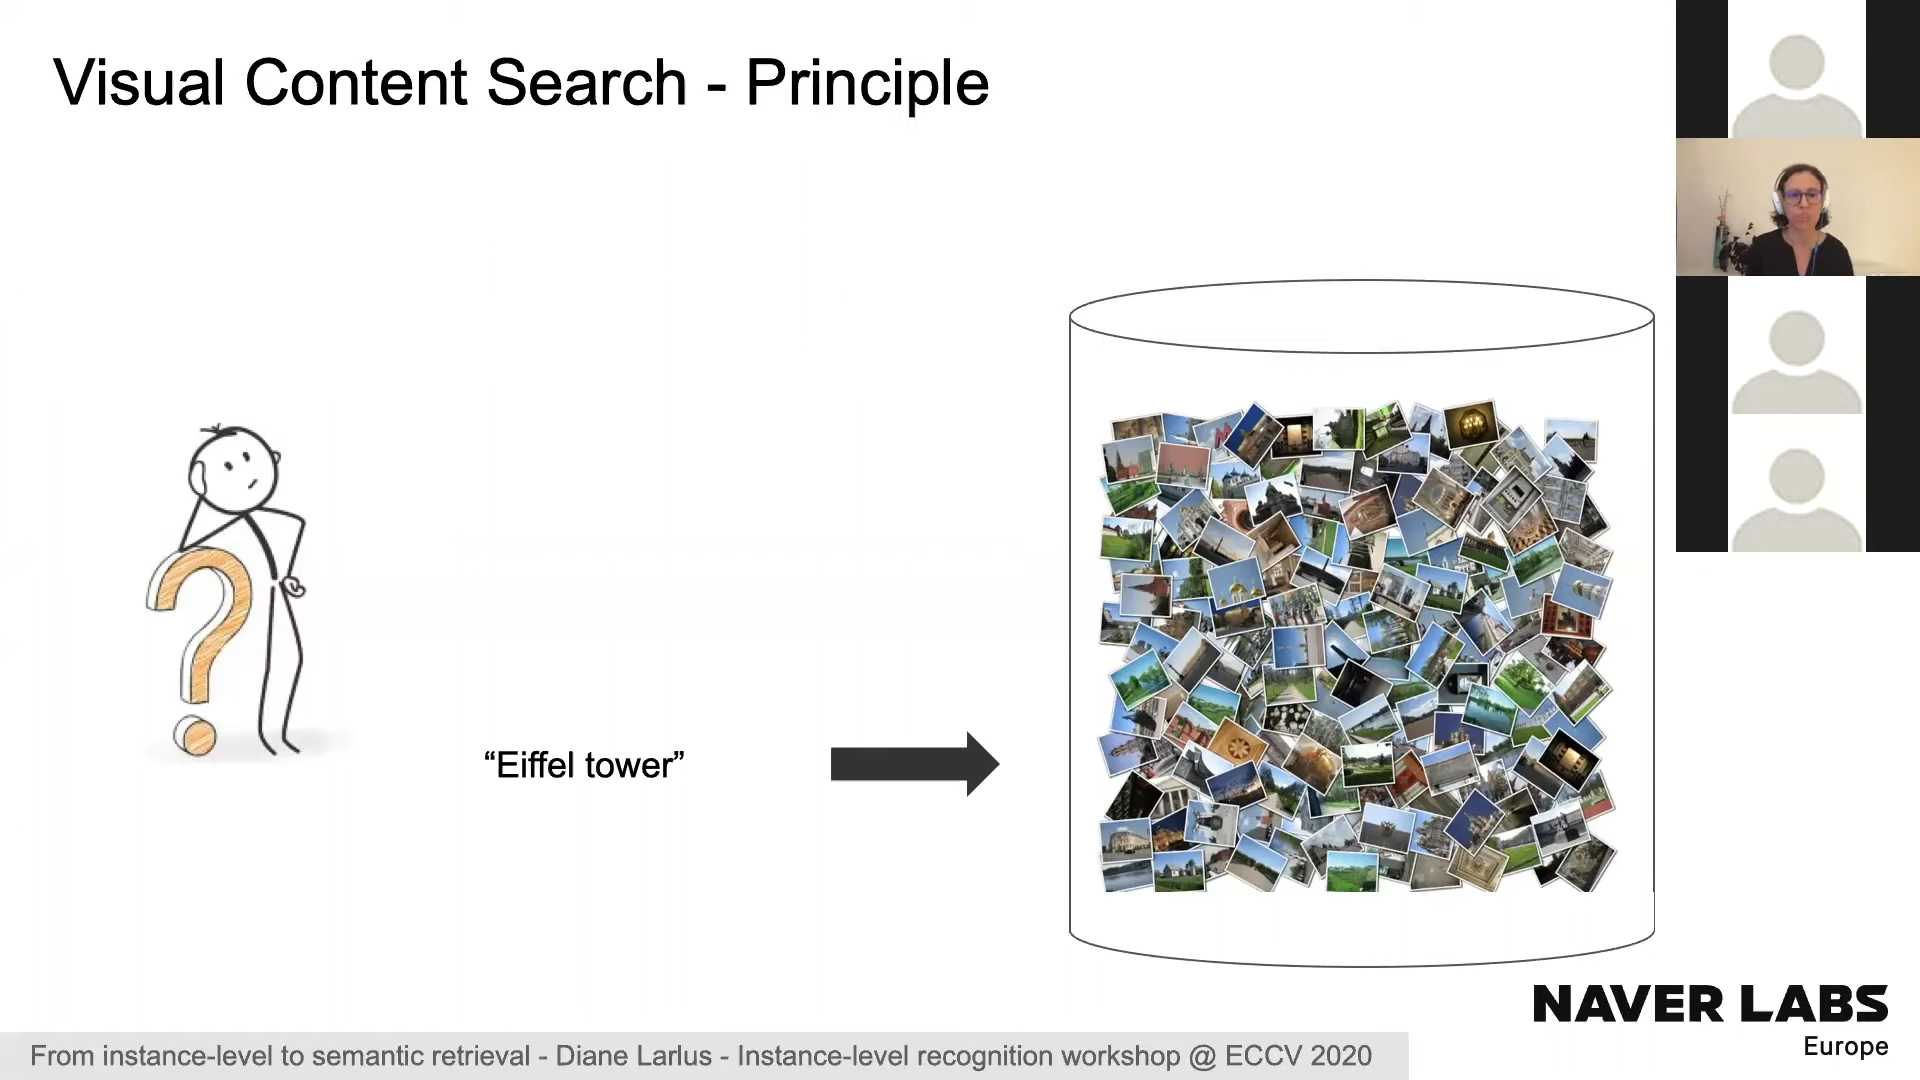 Visual Content Search - Principle
“Eiffel tower”
NAVER LABS
Europe
From instance-level to semantic retrieval - Diane Larlus - Instance-level recognition workshop @ ECCV 2020